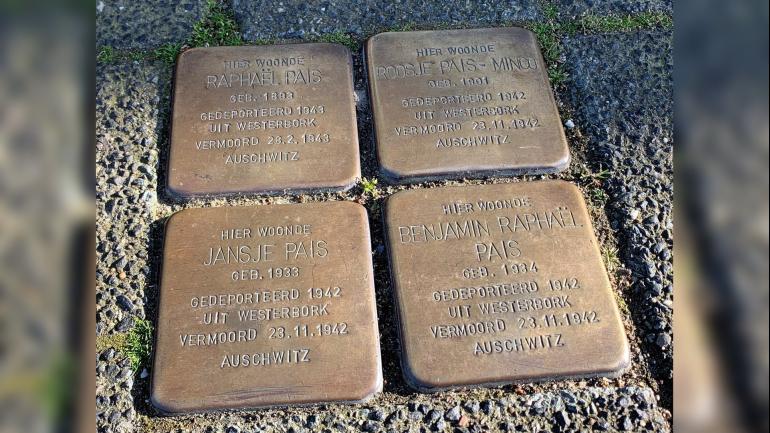 HIER WOONDE
RAPHAËL PAIS
GEB. 1893
GEDEPORTEERD 1943
UIT WESTERBORK
VERMOORD 28.2.1943
AUSCHWITZ
HIER WOONDE
ROOSJE PAIS-MINCO
GEB. 1901
GEDEPORTEERD 1942
UIT WESTERBORK
VERMOORD 23.11.1942
AUSCHWITZ
HIER WOONDE
JANSJE PAIS
GEB. 1933
GEDEPORTEERD 1942
UIT WESTERBORK
VERMOORD 23.11.1942
AUSCHWITZ
HIER WOONDE
BENJAMIN RAPHAËL
PAIS
GEB. 1934
GEDEPORTEERD 1942
UIT WESTERBORK
VERMOORD 23.11.1942
AUSCHWITZ